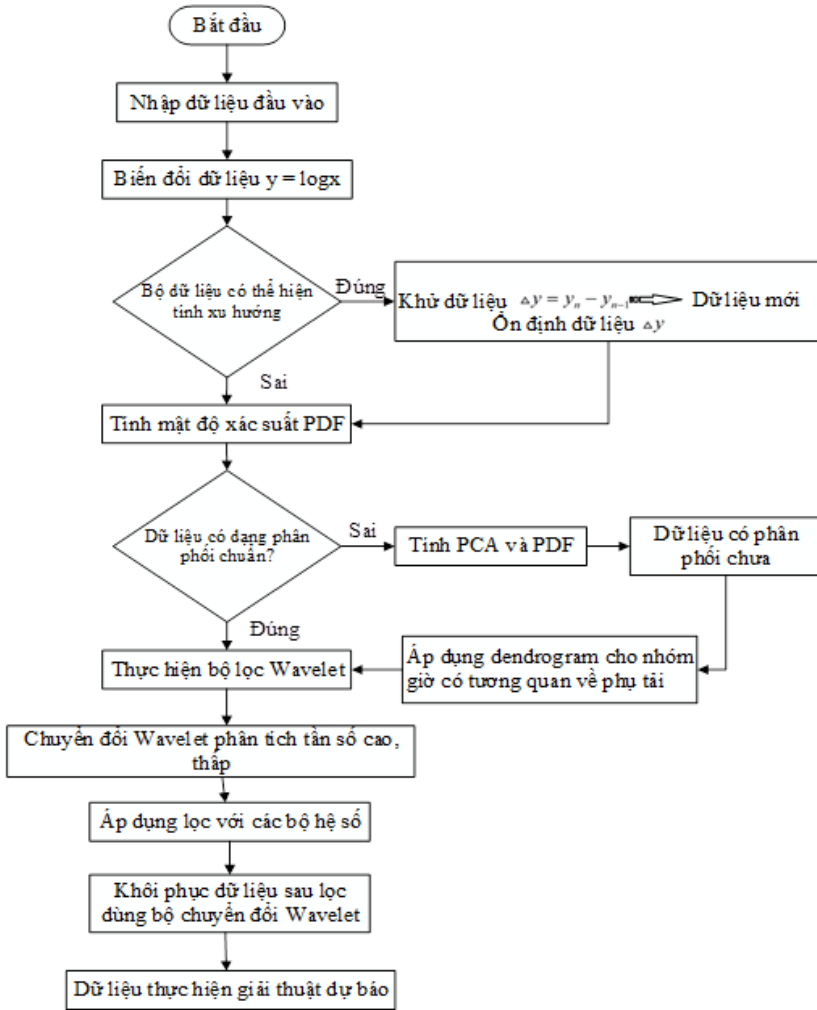 Bắt đầu
Nhập dữ liệu đầu vào
Biến đổi dữ liệu y = logx
Bộ dữ liệu có thể hiện
tính xu hướng
Đúng
Khử dữ liệu △y = yₙ − yₙ₋₁ ⟹ Dữ liệu mới
Ổn định dữ liệu △y
Sai
Tính mật độ xác suất PDF
Dữ liệu có dạng phân
phối chuẩn?
Sai
Tính PCA và PDF
Dữ liệu có phân
phối chưa
Đúng
Thực hiện bộ lọc Wavelet
Áp dụng dendrogram cho nhóm
giờ có tương quan về phụ tải
Chuyển đổi Wavelet phân tích tần số cao,
thấp
Áp dụng lọc với các bộ hệ số
Khôi phục dữ liệu sau lọc
dùng bộ chuyển đổi Wavelet
Dữ liệu thực hiện giải thuật dự báo